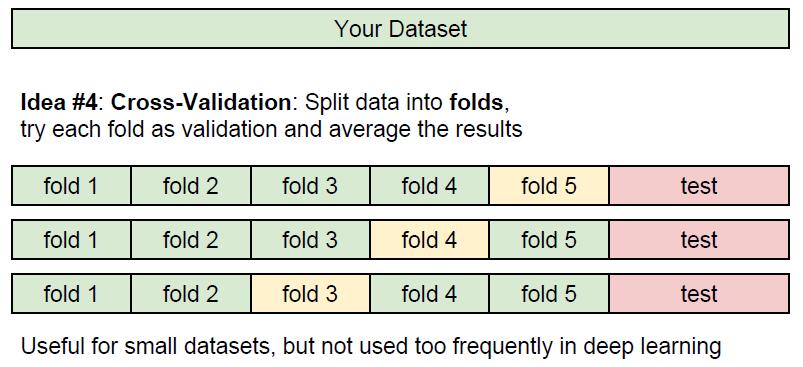 Your Dataset
Idea #4: Cross-Validation: Split data into folds,
try each fold as validation and average the results
fold 1 fold 2 fold 3 fold 4 fold 5 test
fold 1 fold 2 fold 3 fold 4 fold 5 test
fold 1 fold 2 fold 3 fold 4 fold 5 test
Useful for small datasets, but not used too frequently in deep learning